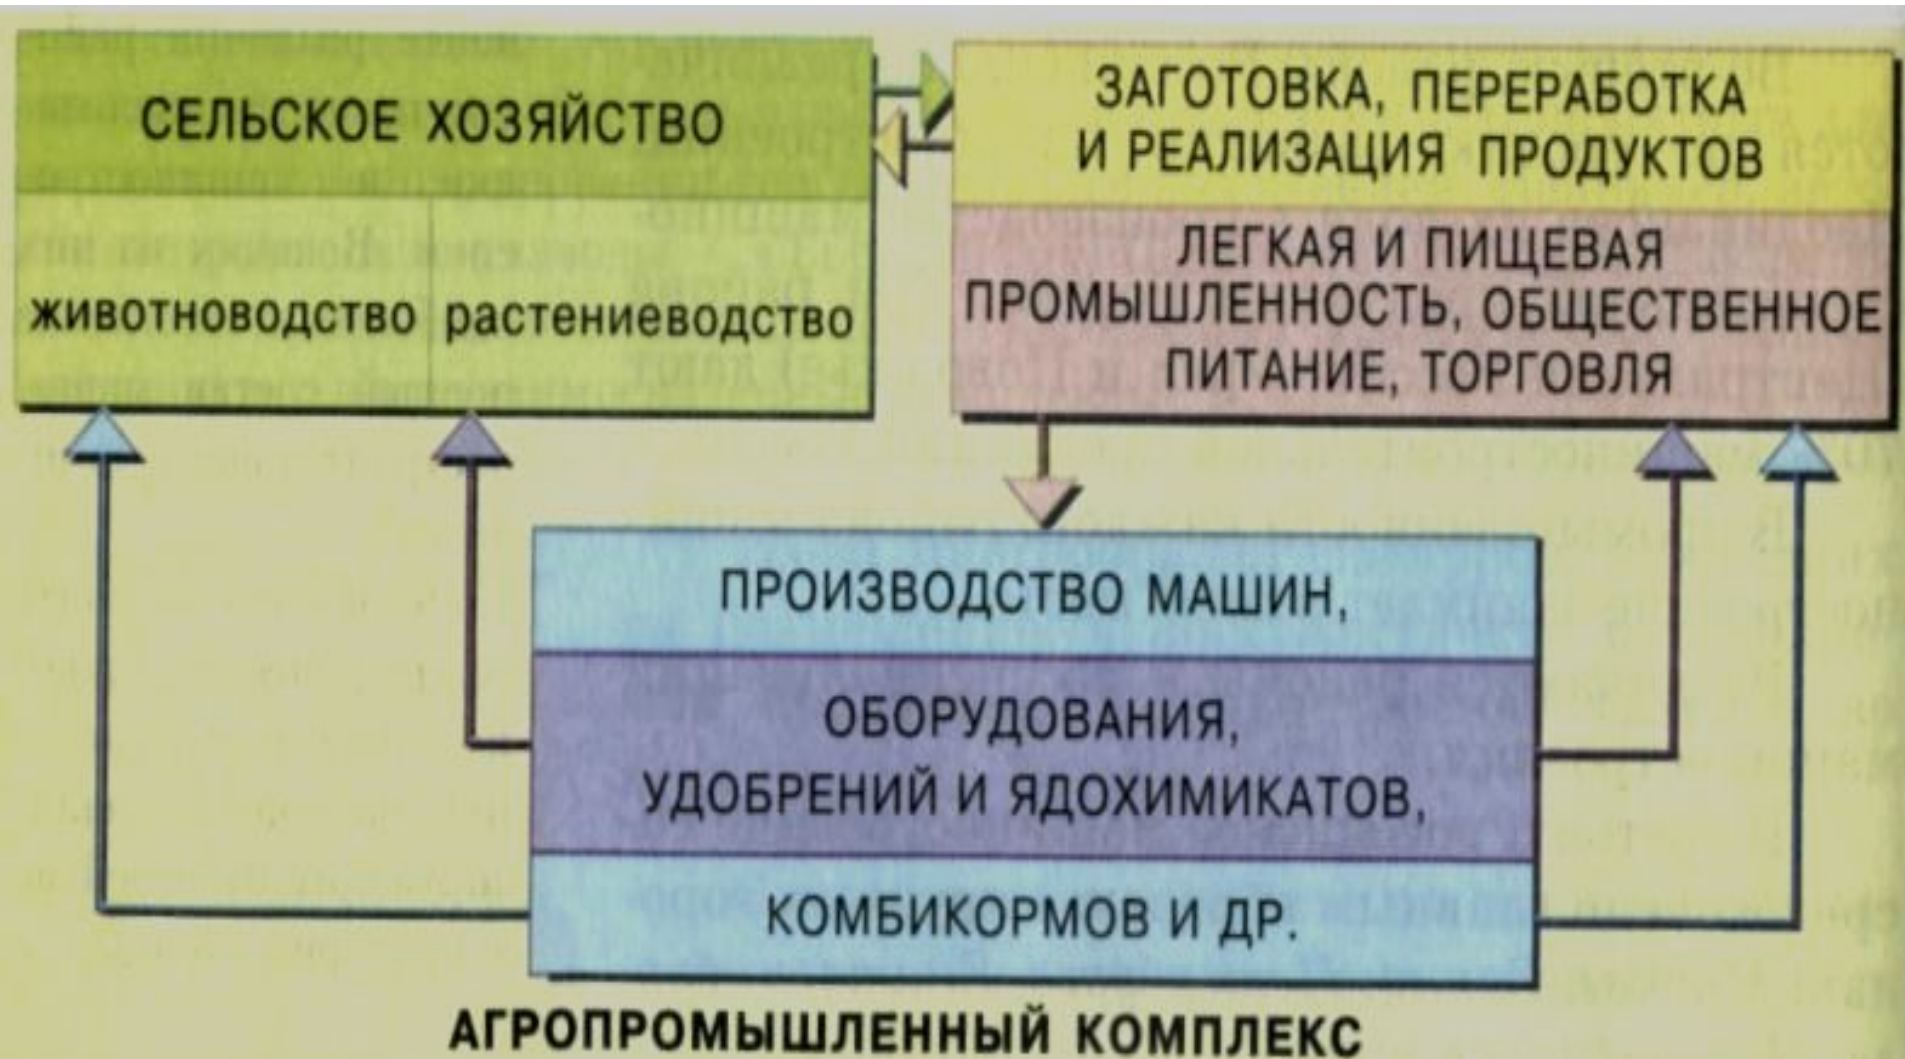 СЕЛЬСКОЕ ХОЗЯЙСТВО
животноводство
растениеводство
ЗАГОТОВКА, ПЕРЕРАБОТКА
И РЕАЛИЗАЦИЯ ПРОДУКТОВ
ЛЕГКАЯ И ПИЩЕВАЯ
ПРОМЫШЛЕННОСТЬ, ОБЩЕСТВЕННОЕ
ПИТАНИЕ, ТОРГОВЛЯ
ПРОИЗВОДСТВО МАШИН,
ОБОРУДОВАНИЯ,
УДОБРЕНИЙ И ЯДОХИМИКАТОВ,
КОМБИКОРМОВ И ДР.
АГРОПРОМЫШЛЕННЫЙ КОМПЛЕКС